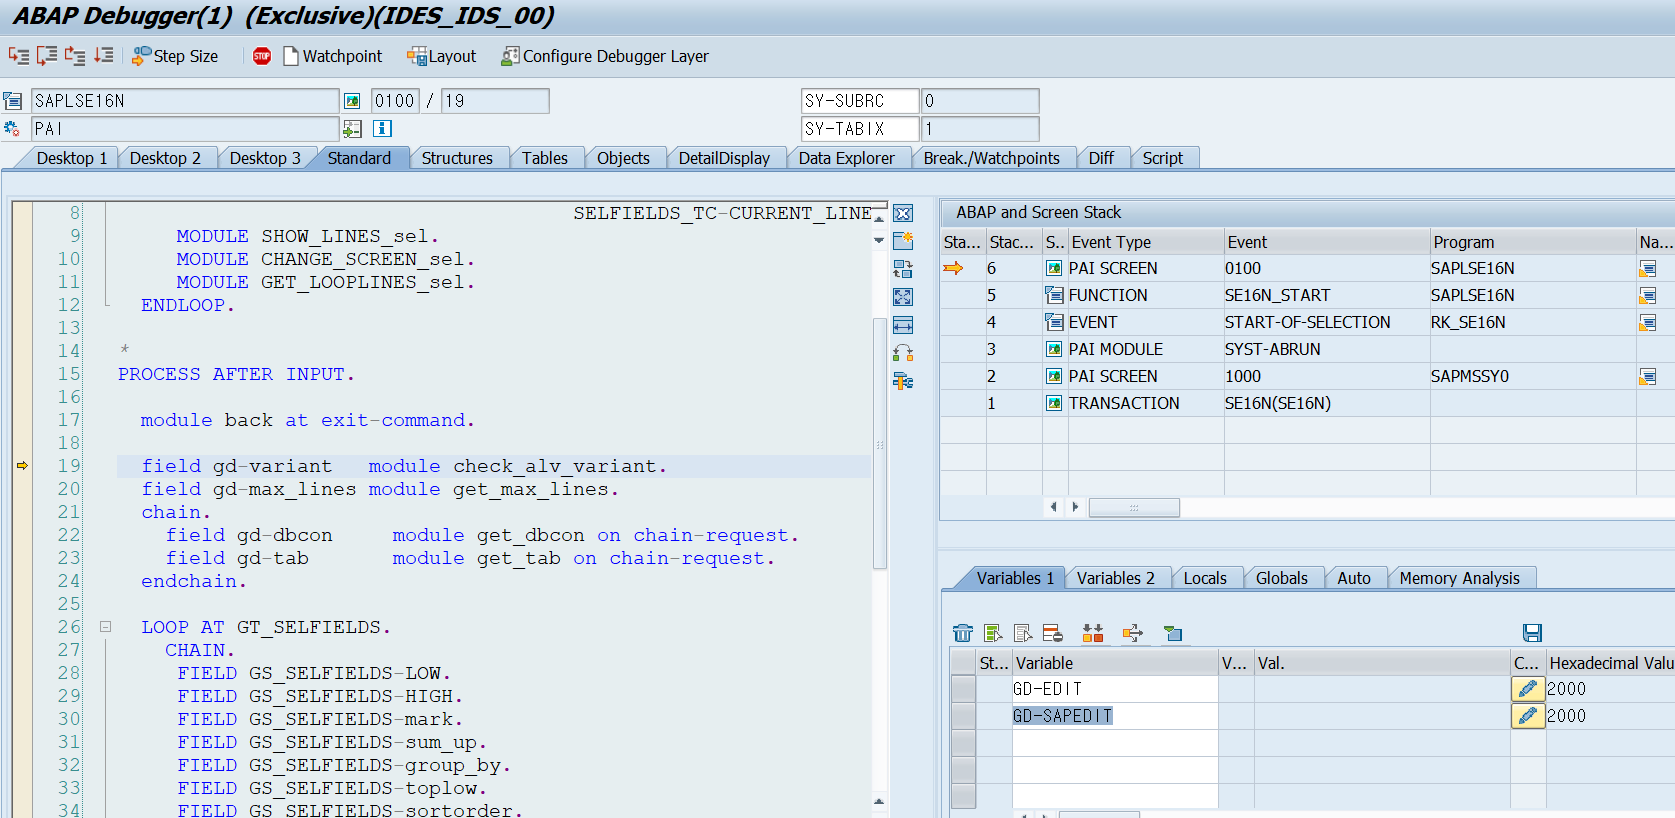 ABAP Debugger(1)  (Exclusive)(IDES_IDS_00)
Step Size STOP Watchpoint Layout Configure Debugger Layer
SAPLSE16N 0100 / 19 SY-SUBRC 0
PAI SY-TABIX 1
Desktop 1 Desktop 2 Desktop 3 Standard Structures Tables Objects DetailDisplay Data Explorer Break./Watchpoints Diff Script
8 SELFIELDS_TC-CURRENT_LINE
9 MODULE SHOW_LINES_sel.
10 MODULE CHANGE_SCREEN_sel.
11 MODULE GET_LOOPLINES_sel.
12 ENDLOOP.
13
14 *
15 PROCESS AFTER INPUT.
16
17 module back at exit-command.
18
19 field gd-variant   module check_alv_variant.
20 field gd-max_lines module get_max_lines.
21 chain.
22 field gd-dbcon     module get_dbcon on chain-request.
23 field gd-tab       module get_tab on chain-request.
24 endchain.
25
26 LOOP AT GT_SELFIELDS.
27 CHAIN.
28 FIELD GS_SELFIELDS-LOW.
29 FIELD GS_SELFIELDS-HIGH.
30 FIELD GS_SELFIELDS-mark.
31 FIELD GS_SELFIELDS-sum_up.
32 FIELD GS_SELFIELDS-group_by.
33 FIELD GS_SELFIELDS-toplow.
34 FIELD GS_SELFIELDS-sortorder.
ABAP and Screen Stack
Sta... Stac... S.. Event Type Event Program Na...
6 PAI SCREEN 0100 SAPLSE16N
5 FUNCTION SE16N_START SAPLSE16N
4 EVENT START-OF-SELECTION RK_SE16N
3 PAI MODULE SYST-ABRUN
2 PAI SCREEN 1000 SAPMSSY0
1 TRANSACTION SE16N(SE16N)
Variables 1 Variables 2 Locals Globals Auto Memory Analysis
St... Variable V... Val. C... Hexadecimal Valu
GD-EDIT 2000
GD-SAPEDIT 2000